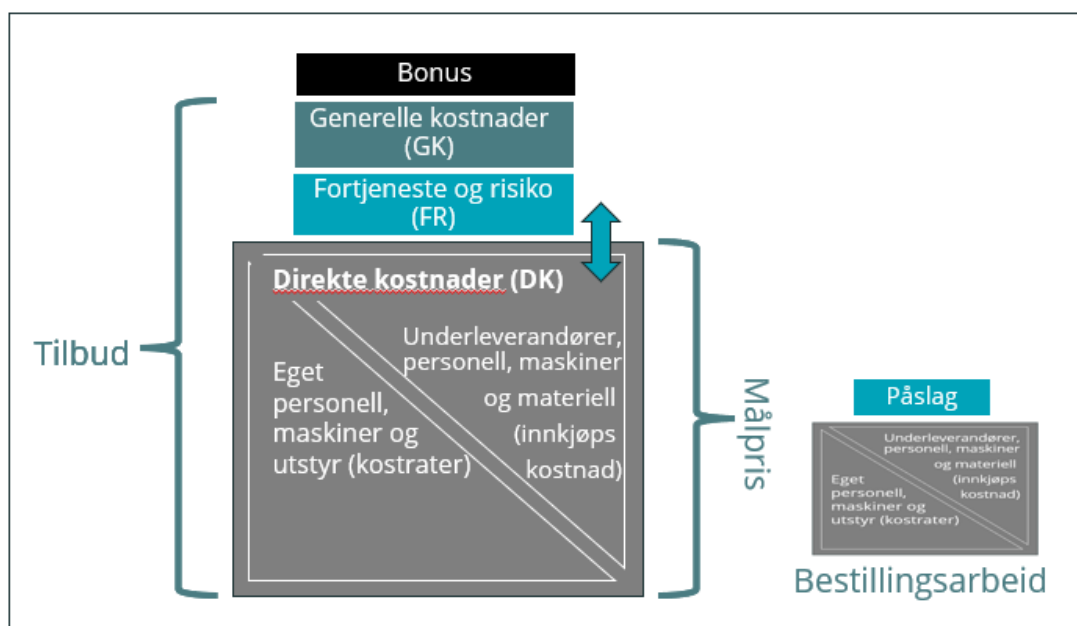 Bonus
Generelle kostnader
(GK)
Fortjeneste og risiko
(FR)
Direkte kostnader (DK)
Underleverandører,
personell, maskiner
og materiell
(innkjøps
kostnad)
Eget
personell,
maskiner og
utstyr (kostrater)
Tilbud
Målpris
Påslag
Underleverandører,
personell, maskiner
og materiell
(innkjøps
kostnad)
Eget
personell,
maskiner og
utstyr (kostrater)
Bestillingsarbeid